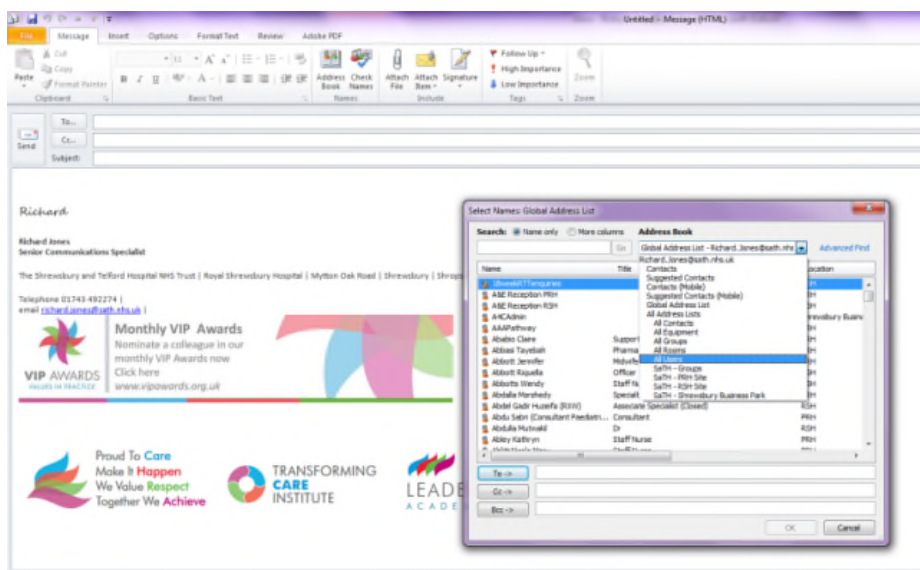 Untitled - Message (HTML)
File Message Insert Options Format Text Review Adobe PDF
Paste
Cut
Copy
Format Painter
Clipboard
11
B I U
Basic Text
Address Book
Check Names
Names
Attach File
Attach Item
Signature
Include
Follow Up
High Importance
Low Importance
Tags
Zoom
Zoom
Send
To...
Cc...
Subject:
Richard
Richard Jones
Senior Communications Specialist
The Shrewsbury and Telford Hospital NHS Trust | Royal Shrewsbury Hospital | Mytton Oak Road | Shrewsbury | Shrops
Telephone 01743 492274 |
email richard.jones@sath.nhs.uk |
VIP AWARDS
VALUES IN PRACTICE
Monthly VIP Awards
Nominate a colleague in our
monthly VIP Awards now
Click here
www.vipawards.org.uk
Proud To Care
Make It Happen
We Value Respect
Together We Achieve
TRANSFORMING
CARE
INSTITUTE
LEADE
ACADE
Select Names: Global Address List
Search: Name only More columns Address Book
Go Global Address List - Richard.Jones@sath.nhs Advanced Find
Name Title ocation
Richard.Jones@sath.nhs.uk
Contacts
Suggested Contacts
Contacts (Mobile)
Suggested Contacts (Mobile)
Global Address List
All Address Lists
All Contacts
All Equipment
All Groups
All Rooms
All Users
SaTH - Groups
SaTH - PRH Site
SaTH - RSH Site
SaTH - Shrewsbury Business Park
18weekRTTenquiries
A&E Reception PRH
A&E Reception RSH
A4CAdmin hrewsbury Busine
AAAPathway
Ababio Claire Support
Abbasi Tayebah Pharma
Abbott Jennifer Midwife
Abbott Riquella Officer
Abbotts Wendy Staff N
Abdalla Morshedy Speciali
Abdel Gadir Huzeifa (RXW) Associate Specialist (Closed) RSH
Abdu Sabri (Consultant Paediatri... Consultant PRH
Abdulla Mutwakil Dr RSH
Abley Kathryn Staff Nurse PRH
To ->
Cc ->
Bcc ->
OK Cancel